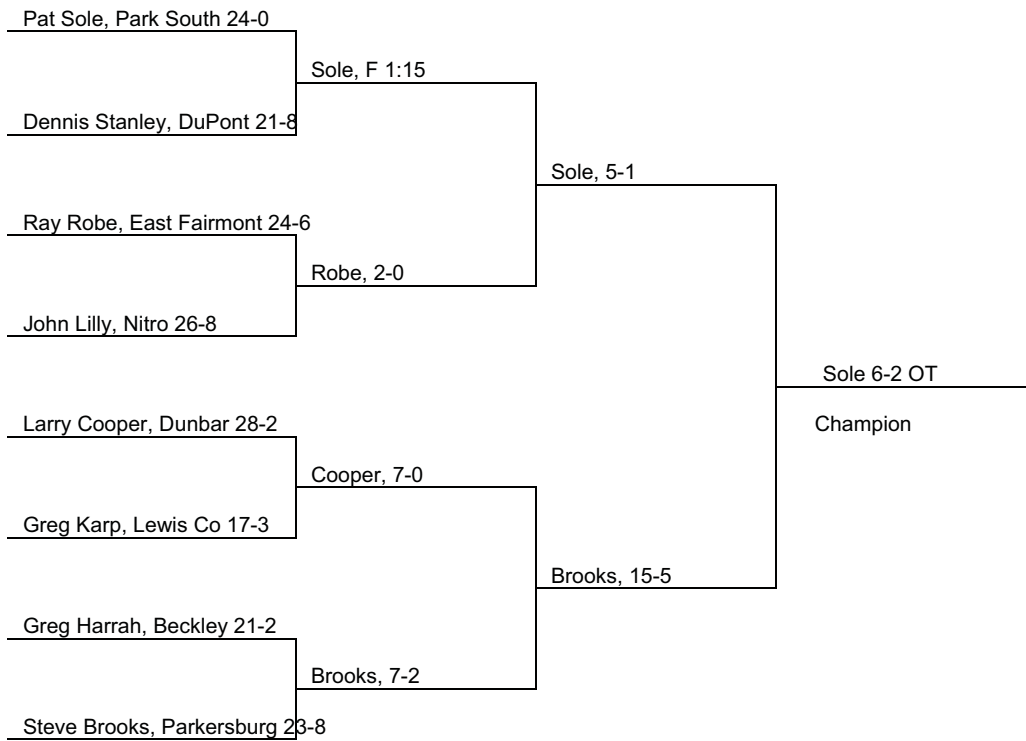 Pat Sole, Park South 24-0
Sole, F 1:15
Dennis Stanley, DuPont 21-8
Sole, 5-1
Ray Robe, East Fairmont 24-6
Robe, 2-0
John Lilly, Nitro 26-8
Sole 6-2 OT
Champion
Larry Cooper, Dunbar 28-2
Cooper, 7-0
Greg Karp, Lewis Co 17-3
Brooks, 15-5
Greg Harrah, Beckley 21-2
Brooks, 7-2
Steve Brooks, Parkersburg 23-8